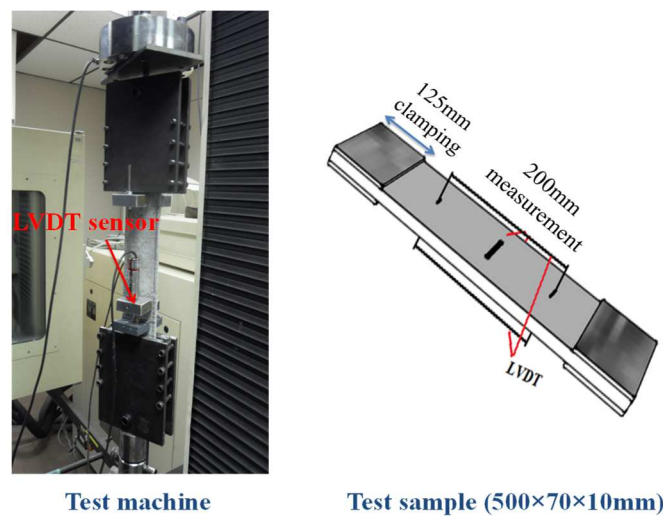 LVDT sensor
125mm
clamping
200mm
measurement
LVDT
Test machine
Test sample (500×70×10mm)